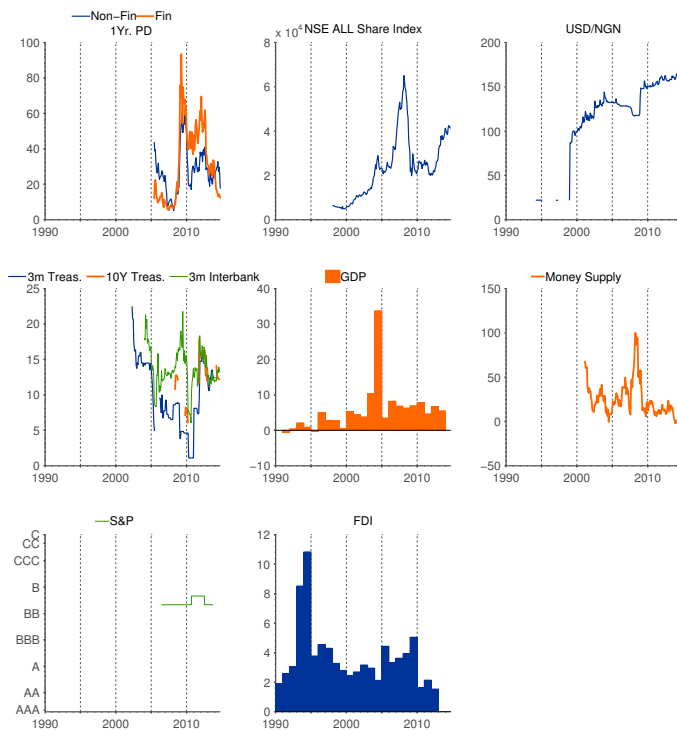 Non−Fin Fin
1Yr. PD
100
80
60
40
20
0
1990 2000 2010
x 10⁴ NSE ALL Share Index
8
6
4
2
0
1990 2000 2010
USD/NGN
200
150
100
50
0
1990 2000 2010
3m Treas. 10Y Treas. 3m Interbank
25
20
15
10
5
0
1990 2000 2010
GDP
40
30
20
10
0
−10
1990 2000 2010
Money Supply
150
100
50
0
−50
1990 2000 2010
S&P
C
CC
CCC
B
BB
BBB
A
AA
AAA
1990 2000 2010
FDI
12
10
8
6
4
2
0
1990 2000 2010